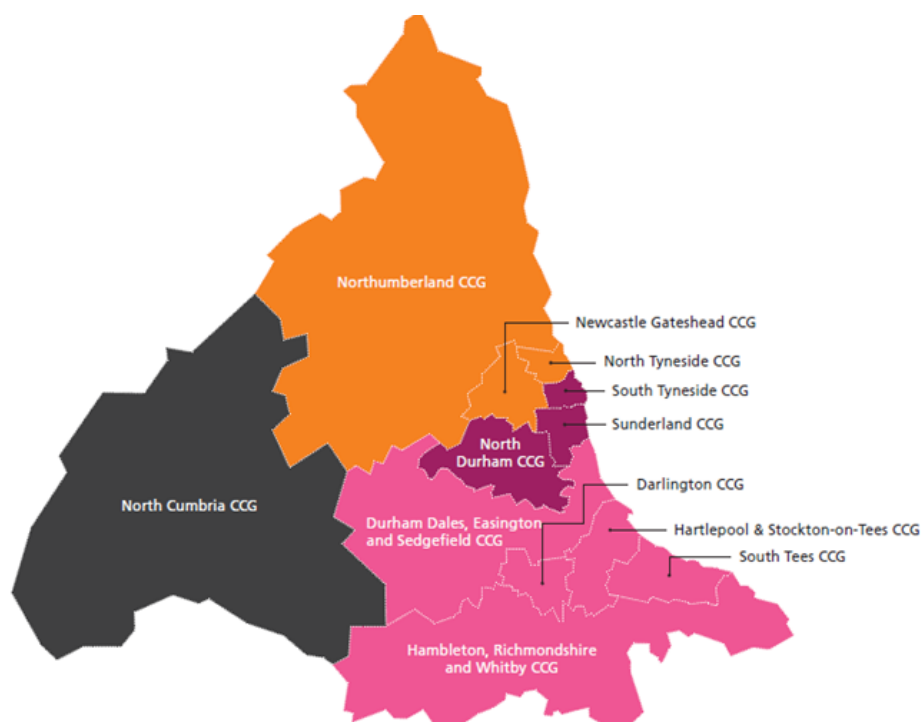 Northumberland CCG
Newcastle Gateshead CCG
North Tyneside CCG
South Tyneside CCG
Sunderland CCG
North
Durham CCG
Darlington CCG
North Cumbria CCG
Durham Dales, Easington
and Sedgefield CCG
Hartlepool & Stockton-on-Tees CCG
South Tees CCG
Hambleton, Richmondshire
and Whitby CCG